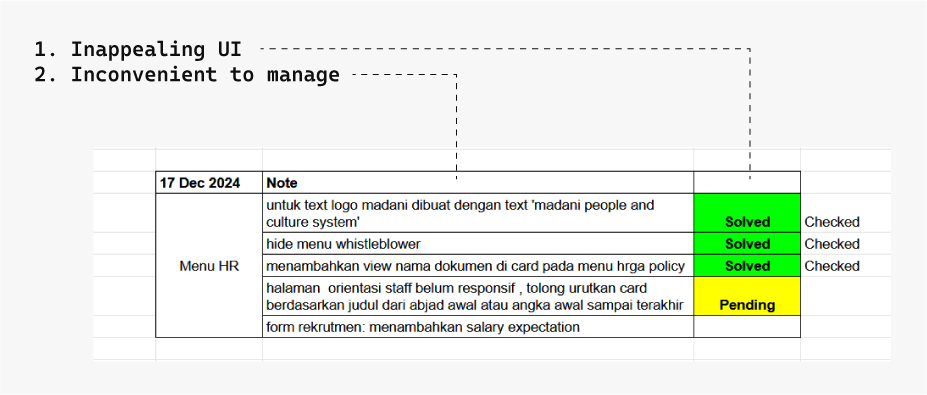 1. Inappealing UI
2. Inconvenient to manage
17 Dec 2024 Note
untuk text logo madani dibuat dengan text 'madani people and
culture system' Solved Checked
hide menu whistleblower Solved Checked
Menu HR menambahkan view nama dokumen di card pada menu hrga policy Solved Checked
halaman orientasi staff belum responsif , tolong urutkan card
berdasarkan judul dari abjad awal atau angka awal sampai terakhir Pending
form rekrutmen: menambahkan salary expectation